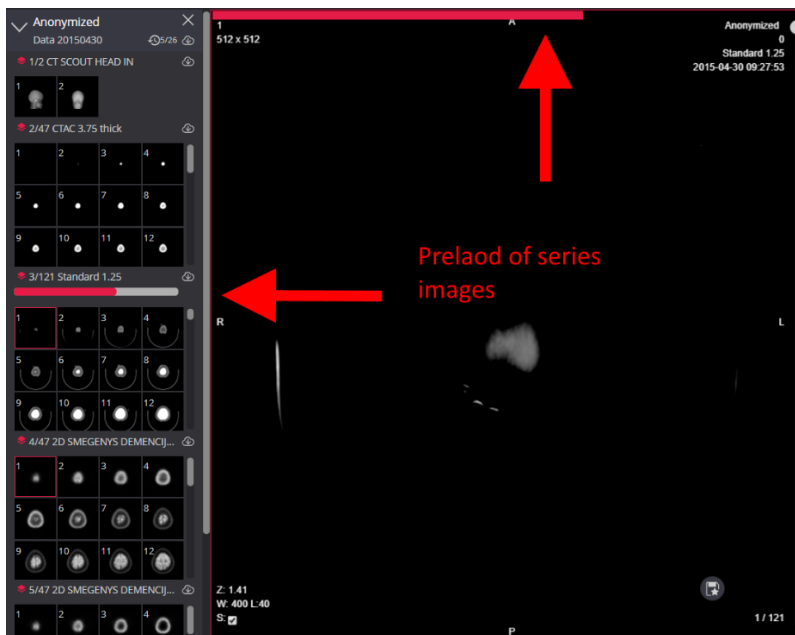 Anonymized
Data 20150430
5/26
1/2 CT SCOUT HEAD IN
1 2
2/47 CTAC 3.75 thick
1 2 3 4
5 6 7 8
9 10 11 12
3/121 Standard 1.25
1 2 3 4
5 6 7 8
9 10 11 12
4/47 2D SMEGENYS DEMENCIJ...
1 2 3 4
5 6 7 8
9 10 11 12
5/47 2D SMEGENYS DEMENCIJ...
1 2 3 4
1
512 x 512
A
Anonymized
0
Standard 1.25
2015-04-30 09:27:53
Prelaod of series
images
R
L
Z: 1.41
W: 400 L:40
S:
P
1 / 121